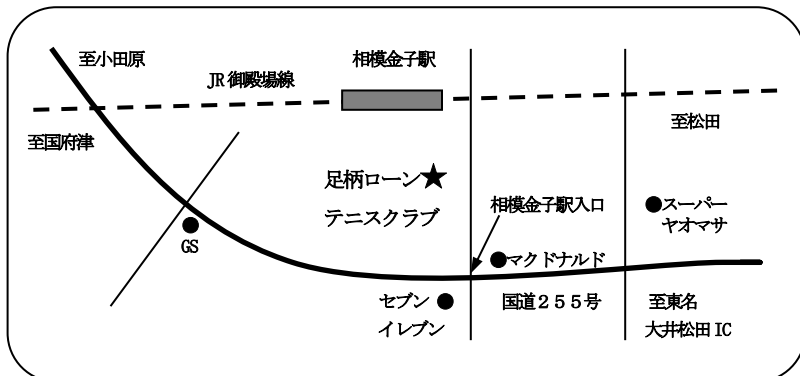 至小田原
相模金子駅
JR 御殿場線
至国府津
至松田
足柄ローン★
テニスクラブ
相模金子駅入口
●スーパー
ヤオマサ
GS
●マクドナルド
セブン●
イレブン
国道２５５号
至東名
大井松田 IC